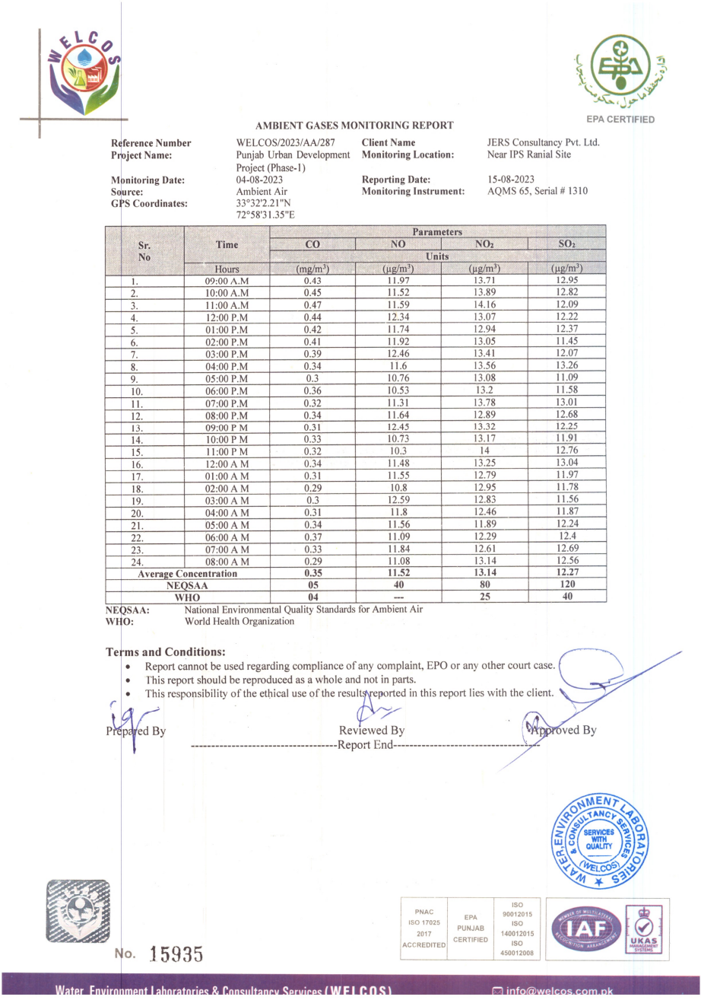 WELCOS
EPA
ادارہ تحفظ ماحول، حکومت پنجاب
EPA CERTIFIED
AMBIENT GASES MONITORING REPORT
Reference Number WELCOS/2023/AA/287 Client Name JERS Consultancy Pvt. Ltd.
Project Name: Punjab Urban Development Monitoring Location: Near IPS Ranial Site
Project (Phase-1)
Monitoring Date: 04-08-2023 Reporting Date: 15-08-2023
Source: Ambient Air Monitoring Instrument: AQMS 65, Serial # 1310
GPS Coordinates: 33°32'2.21"N
72°58'31.35"E
Parameters
Sr. No Time CO NO NO₂ SO₂
Units
Hours (mg/m³) (µg/m³) (µg/m³) (µg/m³)
1. 09:00 A.M 0.43 11.97 13.71 12.95
2. 10:00 A.M 0.45 11.52 13.89 12.82
3. 11:00 A.M 0.47 11.59 14.16 12.09
4. 12:00 P.M 0.44 12.34 13.07 12.22
5. 01:00 P.M 0.42 11.74 12.94 12.37
6. 02:00 P.M 0.41 11.92 13.05 11.45
7. 03:00 P.M 0.39 12.46 13.41 12.07
8. 04:00 P.M 0.34 11.6 13.56 13.26
9. 05:00 P.M 0.3 10.76 13.08 11.09
10. 06:00 P.M 0.36 10.53 13.2 11.58
11. 07:00 P.M 0.32 11.31 13.78 13.01
12. 08:00 P.M 0.34 11.64 12.89 12.68
13. 09:00 P M 0.31 12.45 13.32 12.25
14. 10:00 P M 0.33 10.73 13.17 11.91
15. 11:00 P M 0.32 10.3 14 12.76
16. 12:00 A M 0.34 11.48 13.25 13.04
17. 01:00 A M 0.31 11.55 12.79 11.97
18. 02:00 A M 0.29 10.8 12.95 11.78
19. 03:00 A M 0.3 12.59 12.83 11.56
20. 04:00 A M 0.31 11.8 12.46 11.87
21. 05:00 A M 0.34 11.56 11.89 12.24
22. 06:00 A M 0.37 11.09 12.29 12.4
23. 07:00 A M 0.33 11.84 12.61 12.69
24. 08:00 A M 0.29 11.08 13.14 12.56
Average Concentration 0.35 11.52 13.14 12.27
NEQSAA 05 40 80 120
WHO 04 --- 25 40
NEQSAA: National Environmental Quality Standards for Ambient Air
WHO: World Health Organization
Terms and Conditions:
• Report cannot be used regarding compliance of any complaint, EPO or any other court case.
• This report should be reproduced as a whole and not in parts.
• This responsibility of the ethical use of the results reported in this report lies with the client.
Prepared By Reviewed By Approved By
-----------------------------------Report End-----------------------------------
WATER, ENVIRONMENT LABORATORIES
& CONSULTANCY SERVICES
SERVICES
WITH
QUALITY
(WELCOS)
WELCOS
No. 15935
PNAC
ISO 17025
2017
ACCREDITED
EPA
PUNJAB
CERTIFIED
ISO
90012015
ISO
140012015
ISO
450012008
MEMBER OF MULTILATERAL
IAF
RECOGNITION ARRANGEMENT
UKAS
MANAGEMENT
SYSTEMS
Water, Environment Laboratories & Consultancy Services (WELCOS) info@welcos.com.pk